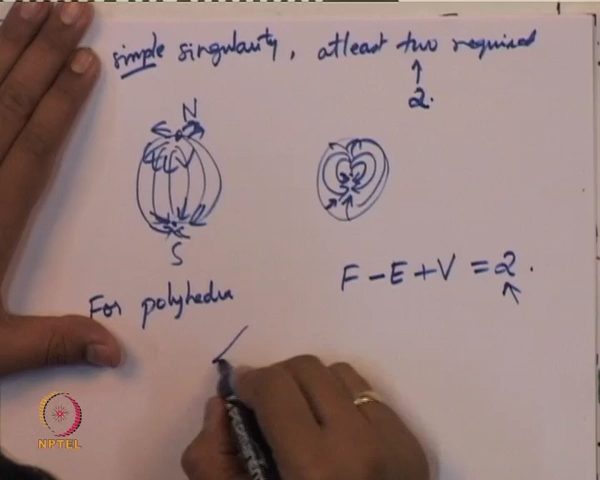 simple singularity, atleast two required
2.
N
S
F - E + V = 2.
For polyhedra
NPTEL